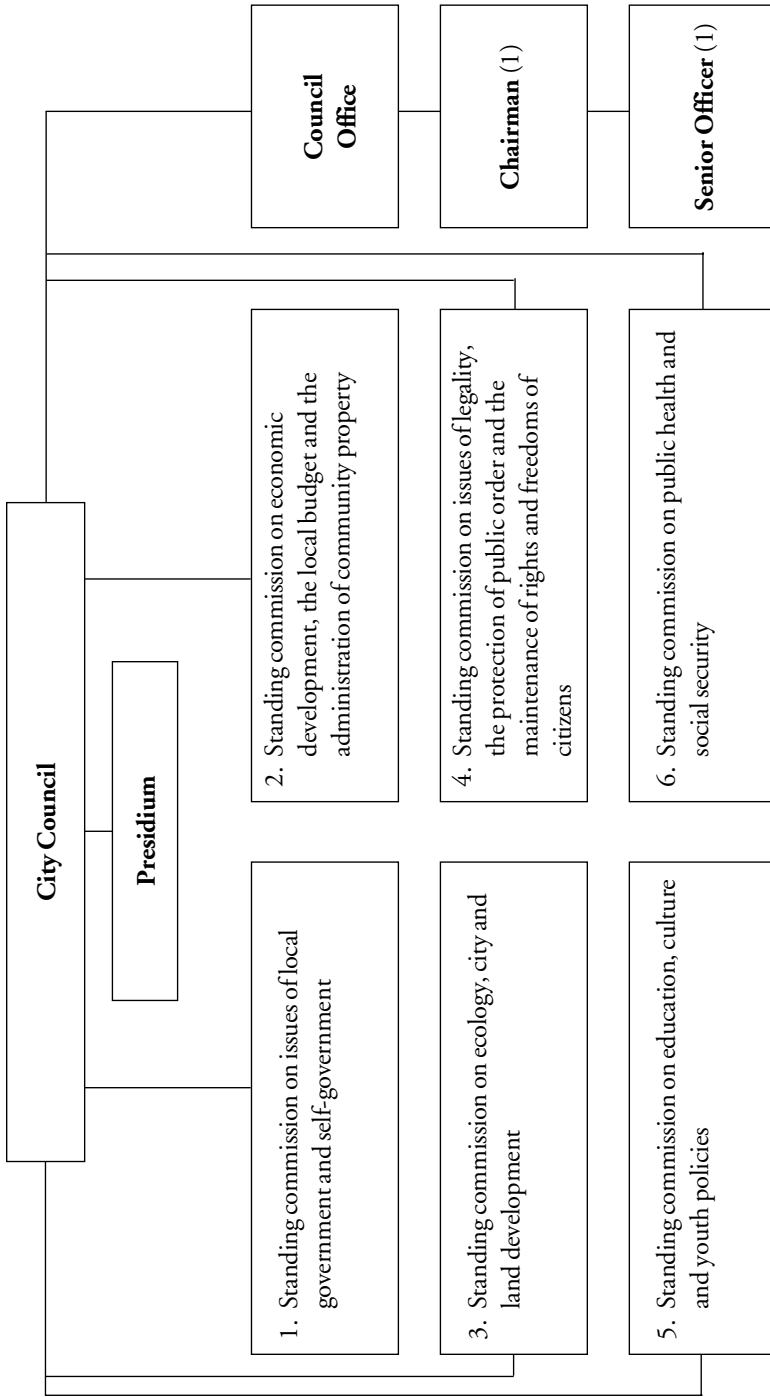 City Council
Presidium
1. Standing commission on issues of local
government and self-government
2. Standing commission on economic
development, the local budget and the
administration of community property
Council
Office
3. Standing commission on ecology, city and
land development
4. Standing commission on issues of legality,
the protection of public order and the
maintenance of rights and freedoms of
citizens
Chairman (1)
5. Standing commission on education, culture
and youth policies
6. Standing commission on public health and
social security
Senior Officer (1)